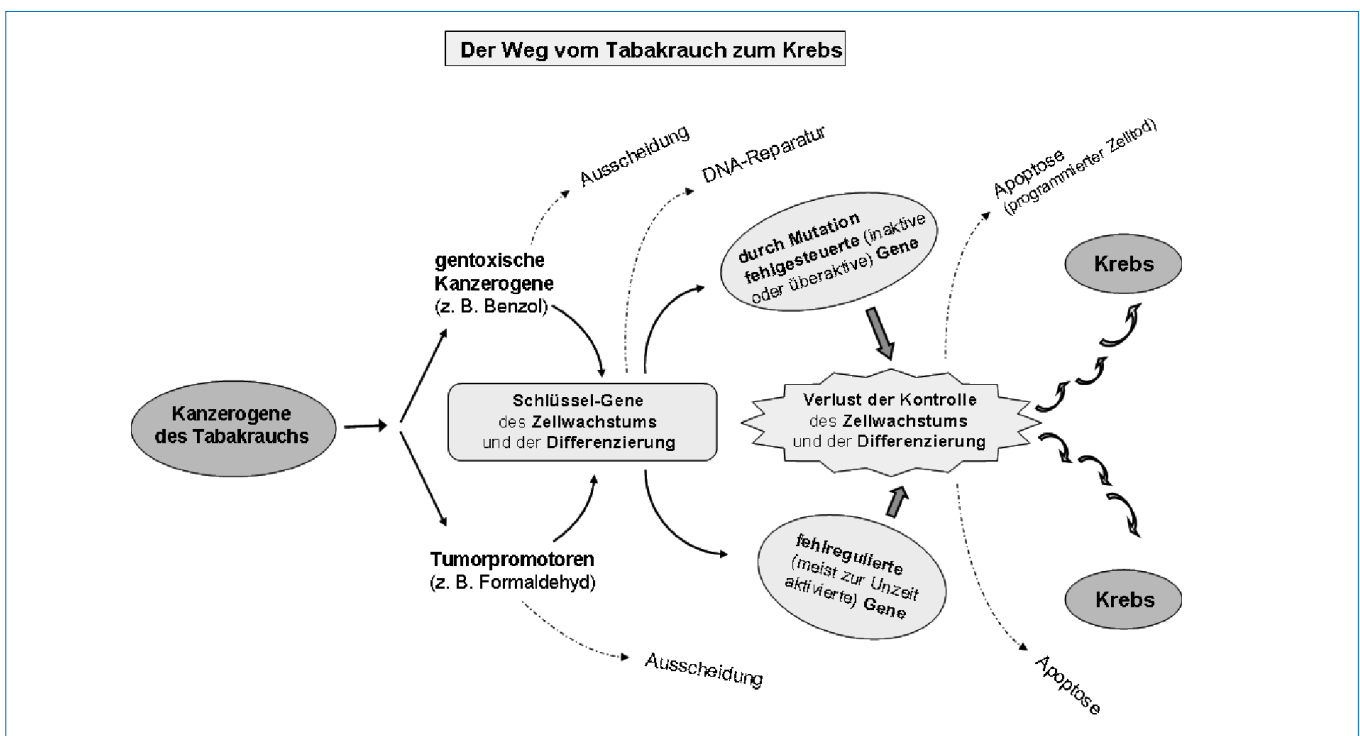 Der Weg vom Tabakrauch zum Krebs
Ausscheidung
DNA-Reparatur
Apoptose
(programmierter Zelltod)
gentoxische
Kanzerogene
(z. B. Benzol)
durch Mutation
fehlgesteuerte (inaktive
oder überaktive) Gene
Krebs
Kanzerogene
des Tabakrauchs
Schlüssel-Gene
des Zellwachstums
und der Differenzierung
Verlust der Kontrolle
des Zellwachstums
und der Differenzierung
Tumorpromotoren
(z. B. Formaldehyd)
fehlregulierte
(meist zur Unzeit
aktivierte) Gene
Krebs
Ausscheidung
Apoptose